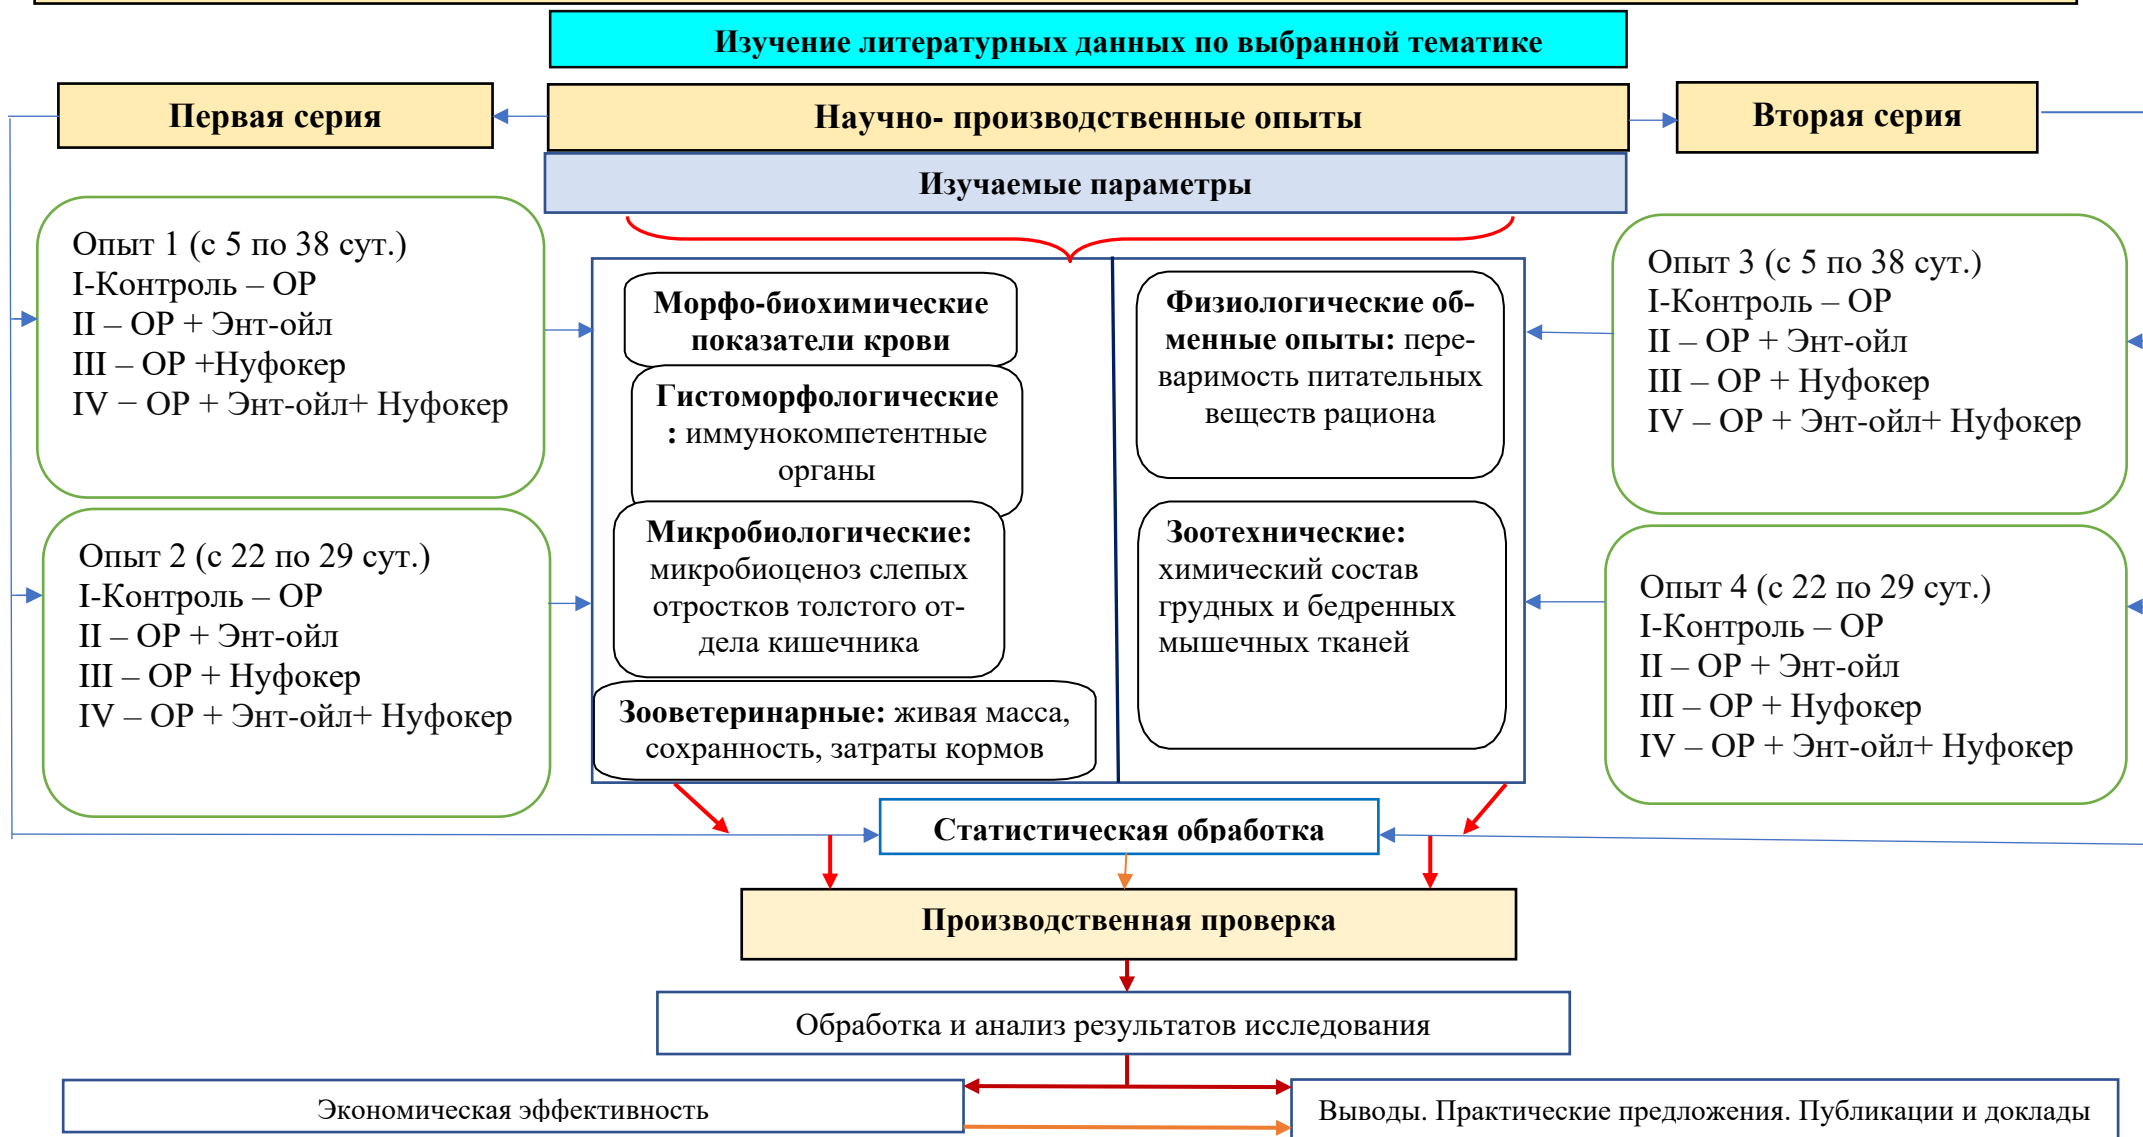 Изучение литературных данных по выбранной тематике
Первая серия
Научно- производственные опыты
Вторая серия
Изучаемые параметры
Опыт 1 (с 5 по 38 сут.)
I-Контроль – ОР
II – ОР + Энт-ойл
III – ОР +Нуфокер
IV – ОР + Энт-ойл+ Нуфокер
Опыт 2 (с 22 по 29 сут.)
I-Контроль – ОР
II – ОР + Энт-ойл
III – ОР + Нуфокер
IV – ОР + Энт-ойл+ Нуфокер
Морфо-биохимические
показатели крови
Гистоморфологические
: иммунокомпетентные
органы
Микробиологические:
микробиоценоз слепых
отростков толстого от-
дела кишечника
Зооветеринарные: живая масса,
сохранность, затраты кормов
Физиологические об-
менные опыты: пере-
варимость питательных
веществ рациона
Зоотехнические:
химический состав
грудных и бедренных
мышечных тканей
Опыт 3 (с 5 по 38 сут.)
I-Контроль – ОР
II – ОР + Энт-ойл
III – ОР + Нуфокер
IV – ОР + Энт-ойл+ Нуфокер
Опыт 4 (с 22 по 29 сут.)
I-Контроль – ОР
II – ОР + Энт-ойл
III – ОР + Нуфокер
IV – ОР + Энт-ойл+ Нуфокер
Статистическая обработка
Производственная проверка
Обработка и анализ результатов исследования
Экономическая эффективность
Выводы. Практические предложения. Публикации и доклады